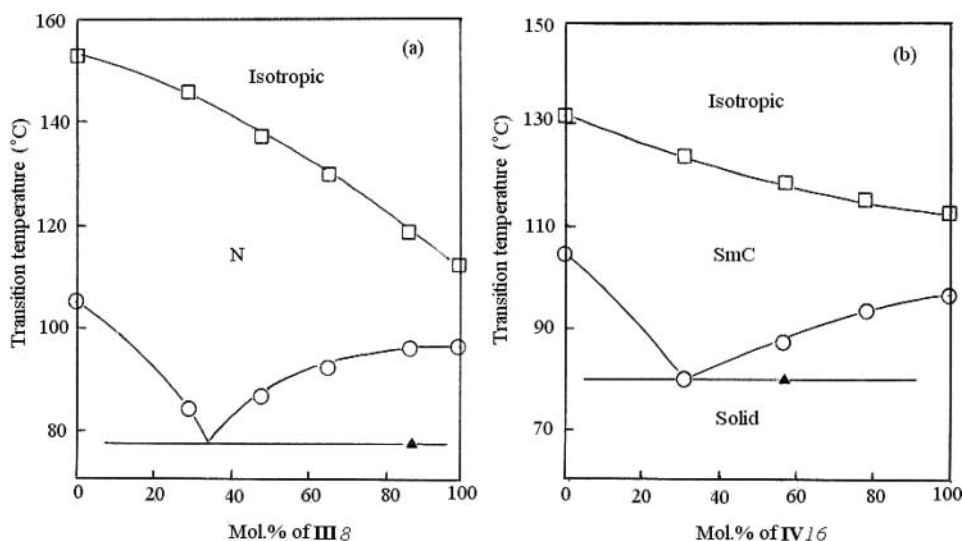 160
140
120
100
80
Transition temperature (°C)
(a)
Isotropic
N
0
20
40
60
80
100
Mol.% of III8
150
130
110
90
70
Transition temperature (°C)
(b)
Isotropic
SmC
Solid
0
20
40
60
80
100
Mol.% of IV16